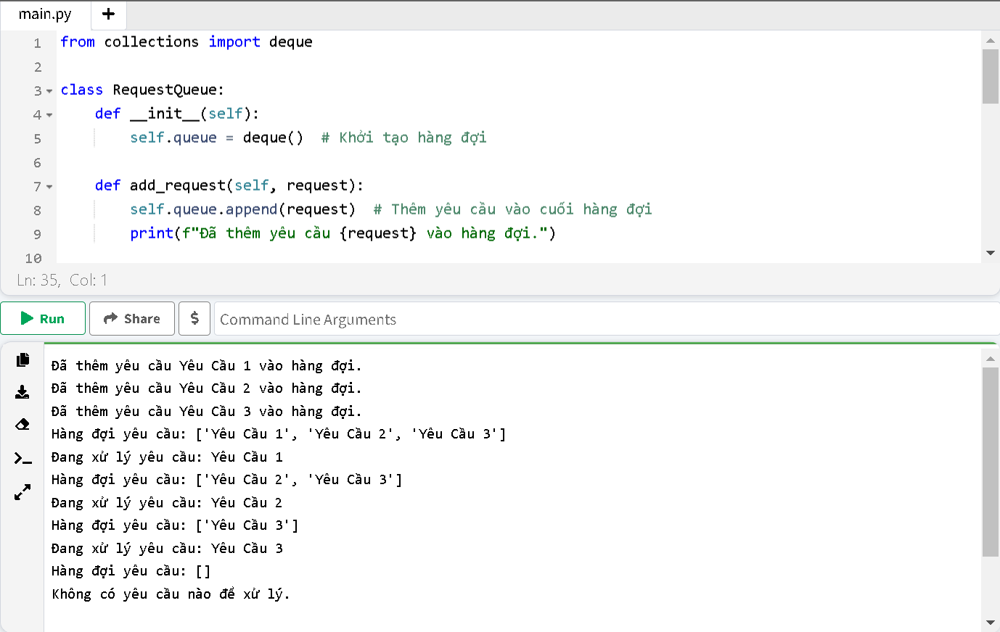 main.py +
1 from collections import deque
2
3 class RequestQueue:
4 def __init__(self):
5 self.queue = deque() # Khởi tạo hàng đợi
6
7 def add_request(self, request):
8 self.queue.append(request) # Thêm yêu cầu vào cuối hàng đợi
9 print(f"Đã thêm yêu cầu {request} vào hàng đợi.")
10
Ln: 35, Col: 1
Run Share $ Command Line Arguments
Đã thêm yêu cầu Yêu Cầu 1 vào hàng đợi.
Đã thêm yêu cầu Yêu Cầu 2 vào hàng đợi.
Đã thêm yêu cầu Yêu Cầu 3 vào hàng đợi.
Hàng đợi yêu cầu: ['Yêu Cầu 1', 'Yêu Cầu 2', 'Yêu Cầu 3']
Đang xử lý yêu cầu: Yêu Cầu 1
Hàng đợi yêu cầu: ['Yêu Cầu 2', 'Yêu Cầu 3']
Đang xử lý yêu cầu: Yêu Cầu 2
Hàng đợi yêu cầu: ['Yêu Cầu 3']
Đang xử lý yêu cầu: Yêu Cầu 3
Hàng đợi yêu cầu: []
Không có yêu cầu nào để xử lý.